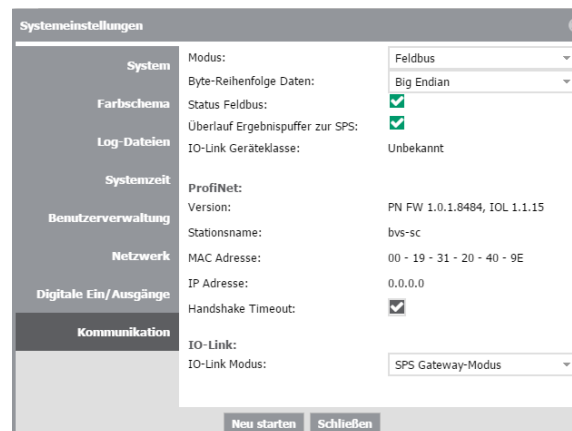 Systemeinstellungen
System
Farbschema
Log-Dateien
Systemzeit
Benutzerverwaltung
Netzwerk
Digitale Ein/Ausgänge
Kommunikation
Modus: Feldbus
Byte-Reihenfolge Daten: Big Endian
Status Feldbus:
Überlauf Ergebnispuffer zur SPS:
IO-Link Geräteklasse: Unbekannt
ProfiNet:
Version: PN FW 1.0.1.8484, IOL 1.1.15
Stationsname: bvs-sc
MAC Adresse: 00 - 19 - 31 - 20 - 40 - 9E
IP Adresse: 0.0.0.0
Handshake Timeout:
IO-Link:
IO-Link Modus: SPS Gateway-Modus
Neu starten Schließen